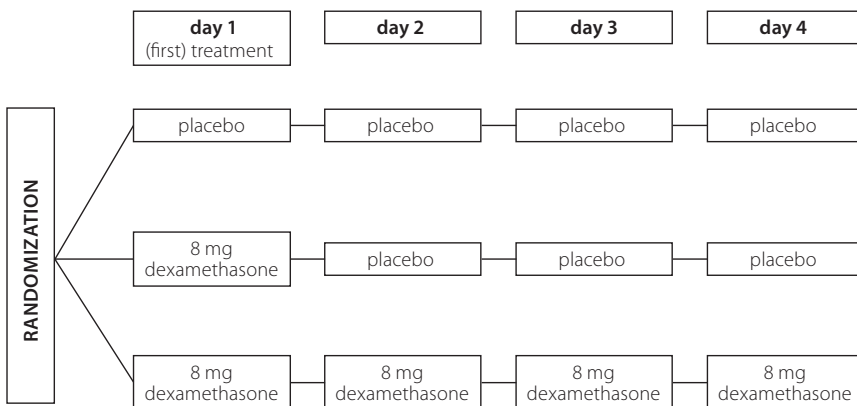 day 1
(first) treatment
day 2
day 3
day 4
RANDOMIZATION
placebo
placebo
placebo
placebo
8 mg
dexamethasone
placebo
placebo
placebo
8 mg
dexamethasone
8 mg
dexamethasone
8 mg
dexamethasone
8 mg
dexamethasone